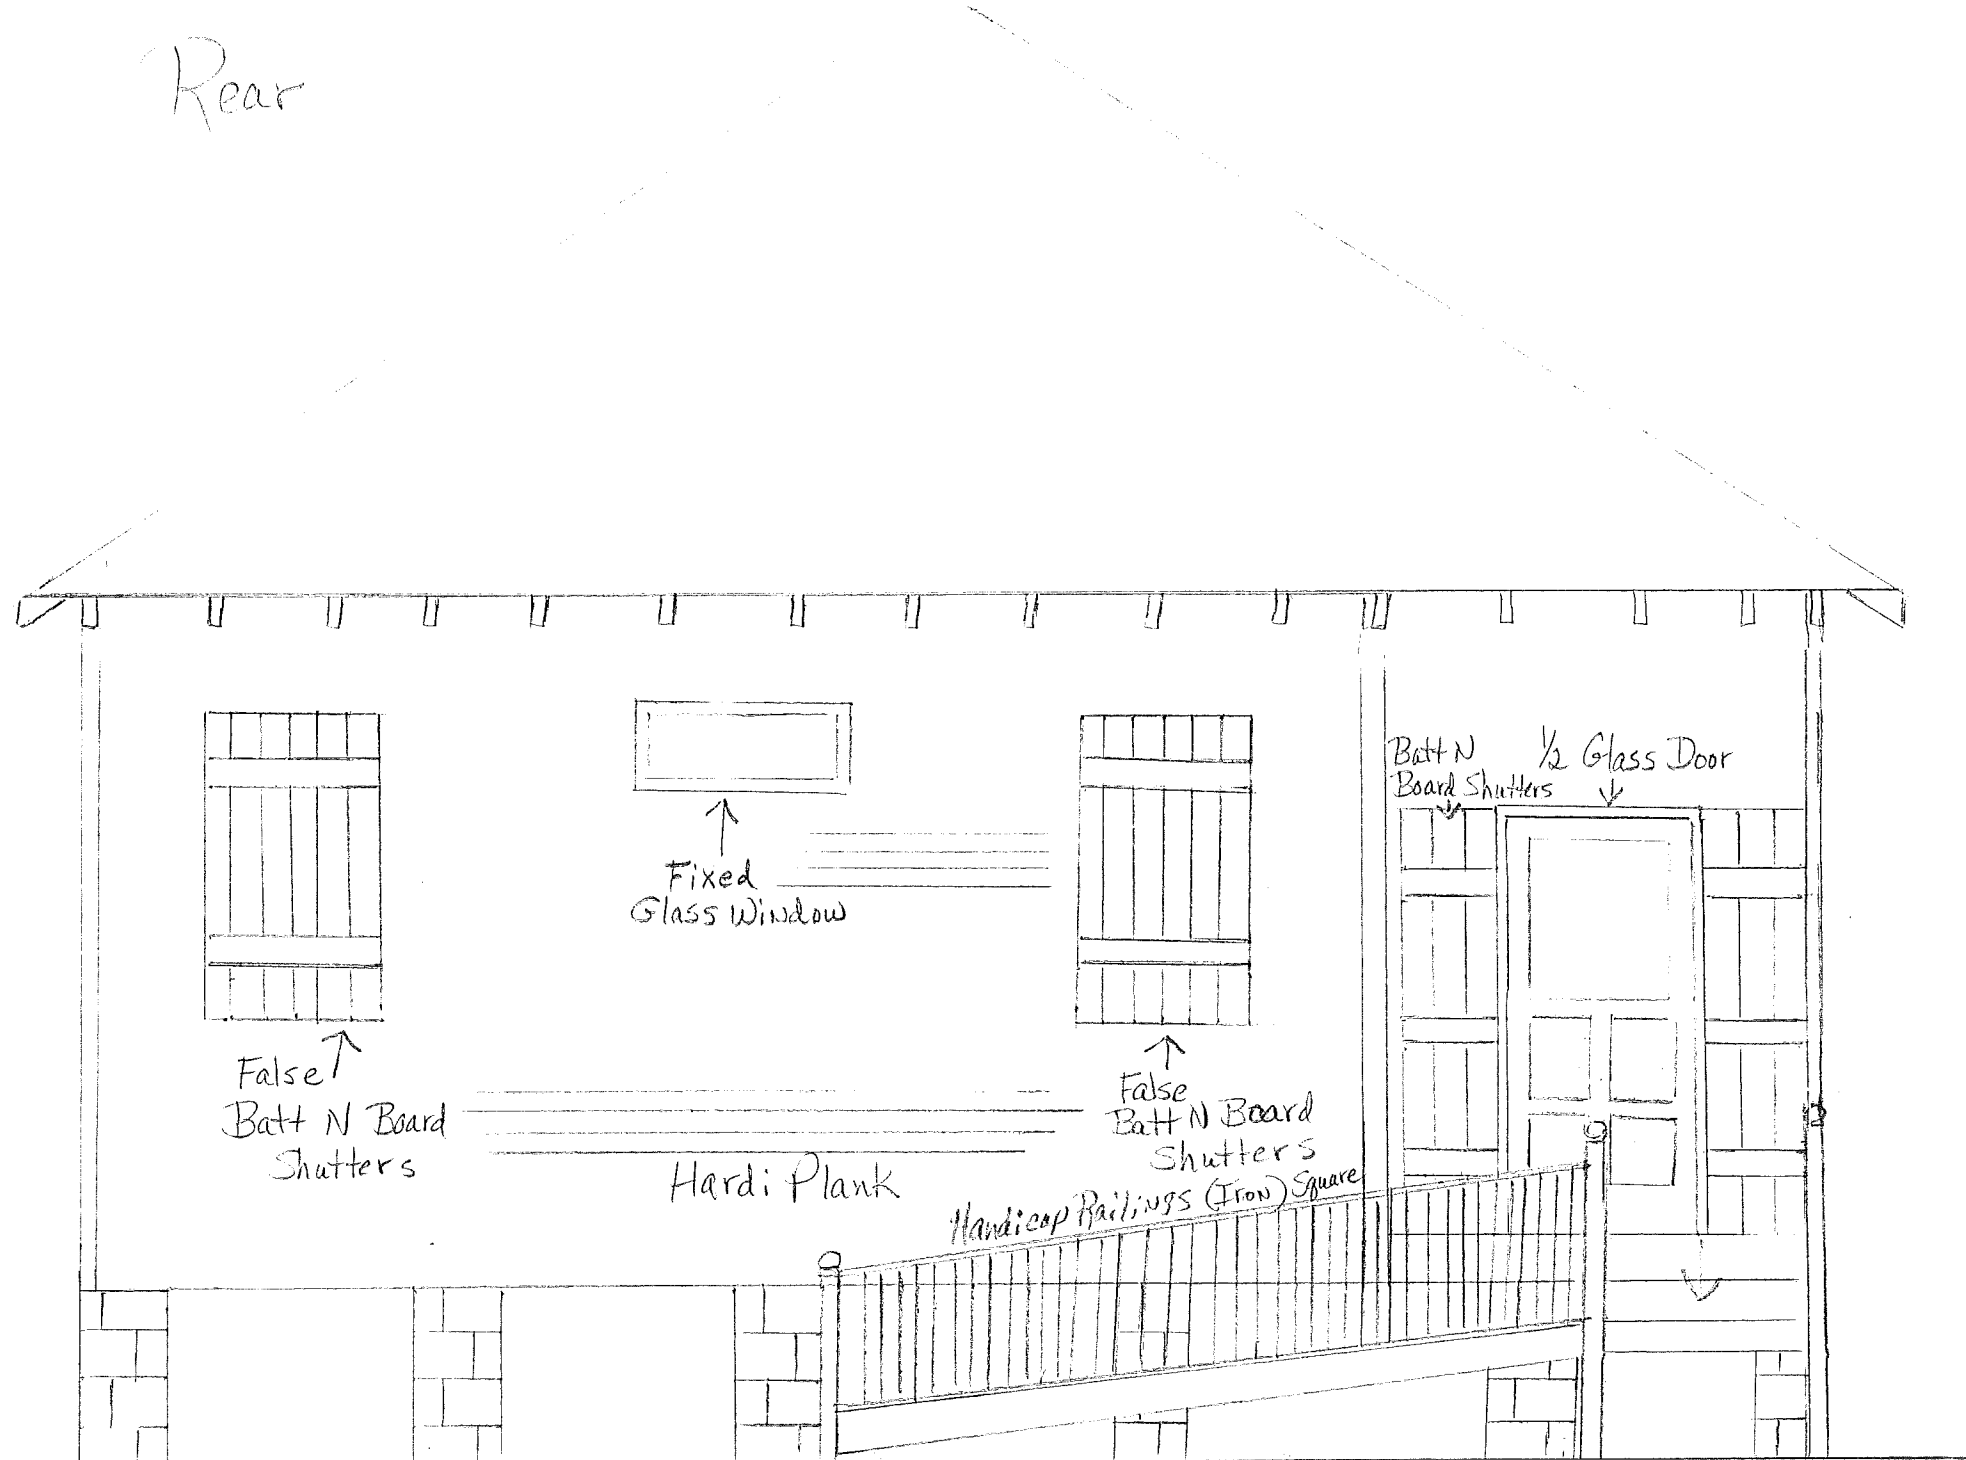 Rear
Batt N
Board Shutters
1/2 Glass Door
Fixed
Glass Window
False
Batt N Board
Shutters
False
Batt N Board
Shutters
Hardi Plank
Handicap Railings (Iron) Square